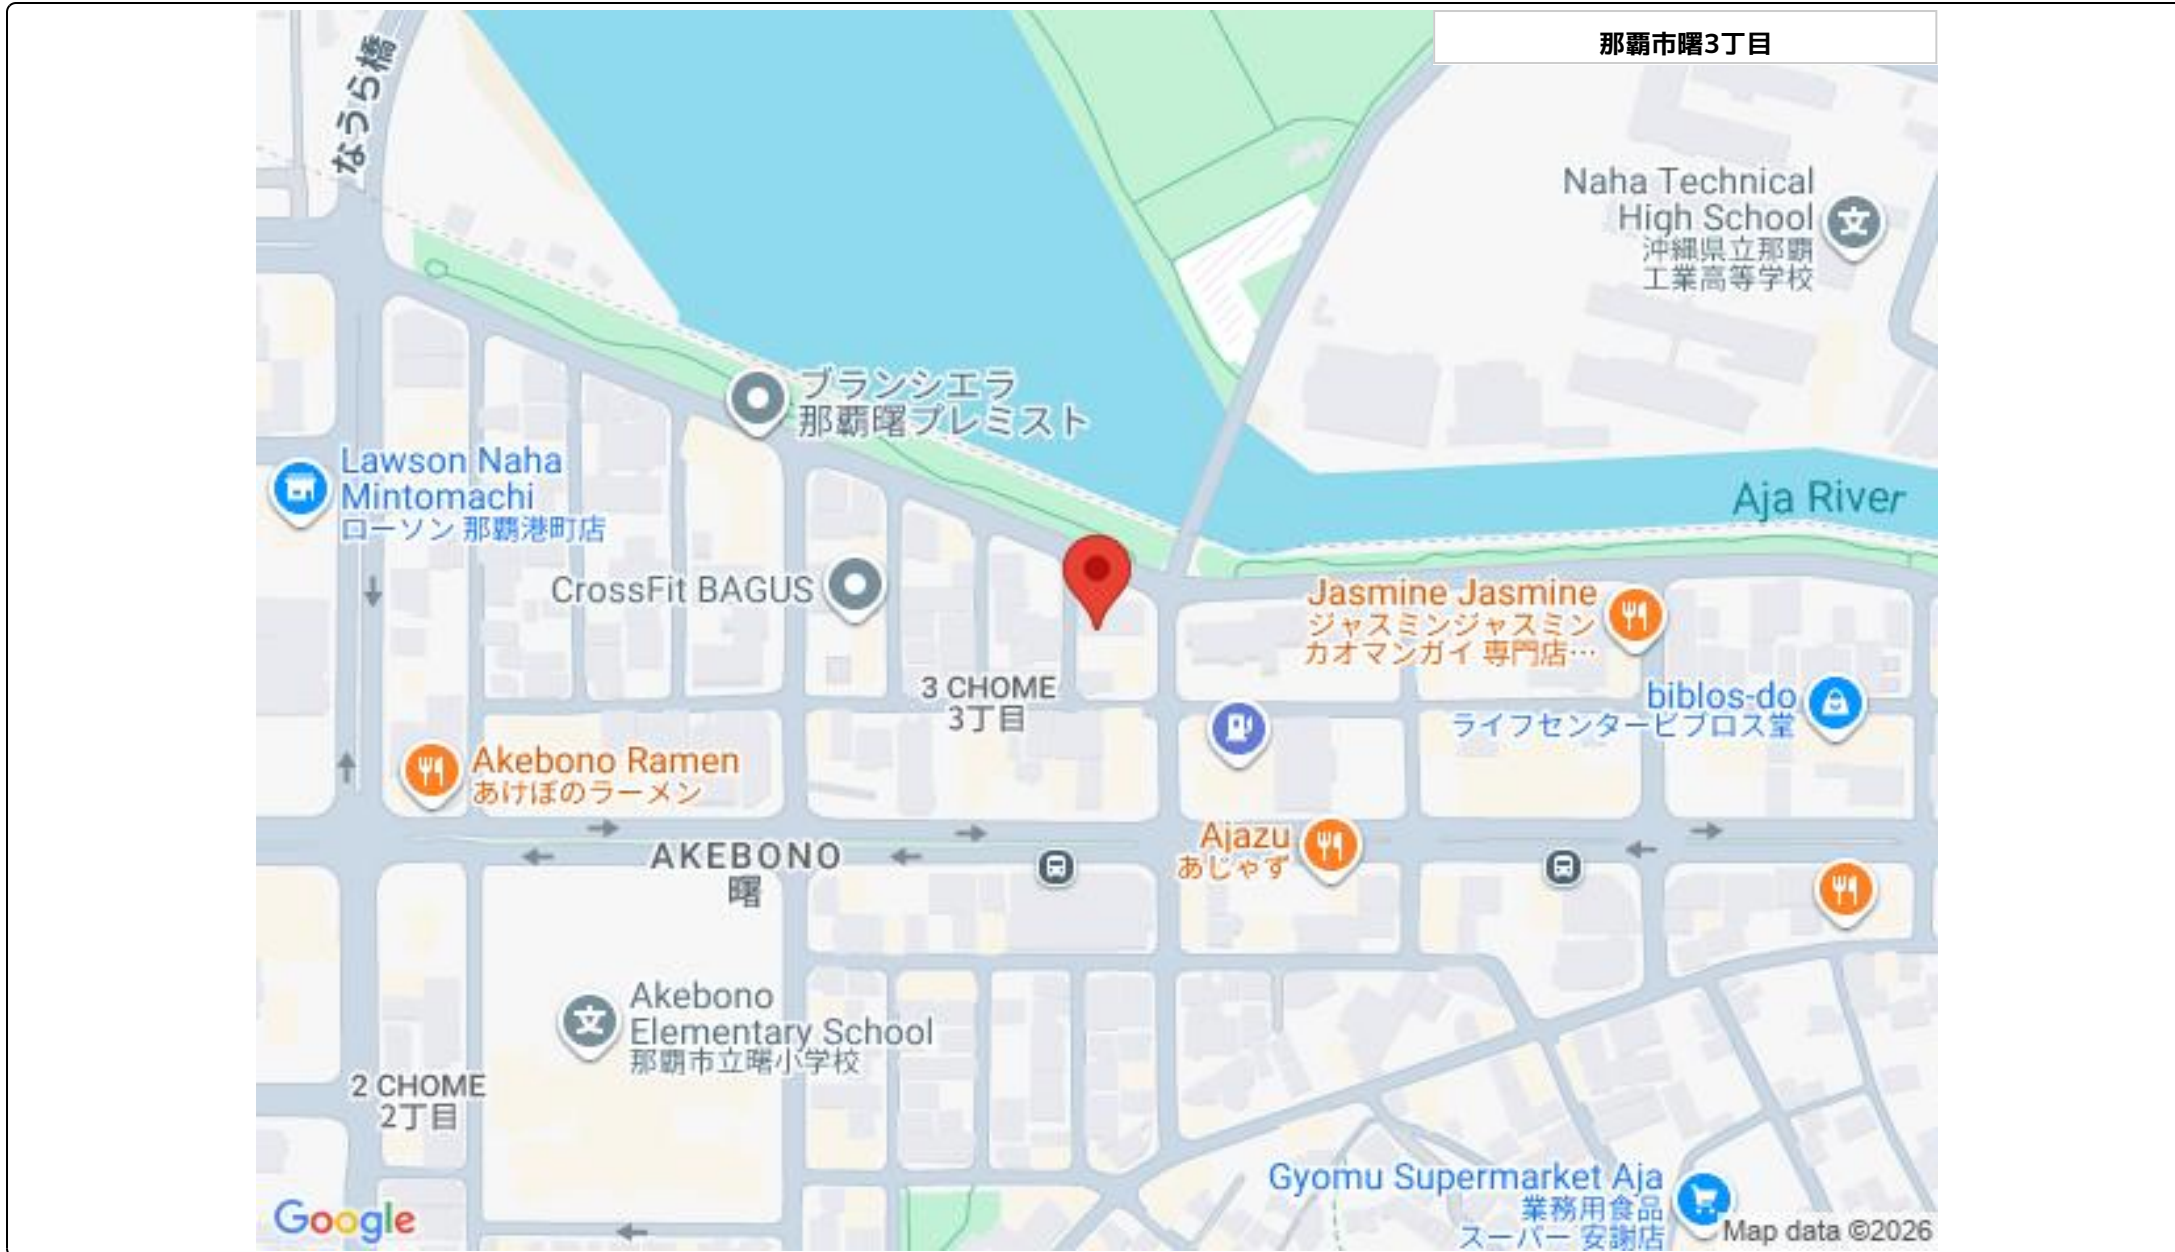 那覇市曙3丁目
なうら橋
Naha Technical
High School
沖縄県立那覇
工業高等学校
ブランシエラ
那覇曙プレミスト
Lawson Naha
Mintomachi
ローソン 那覇港町店
Aja River
CrossFit BAGUS
Jasmine Jasmine
ジャスミンジャスミン
カオマンガイ 専門店…
3 CHOME
3丁目
biblos-do
ライフセンタービブロス堂
Akebono Ramen
あけぼのラーメン
AKEBONO
曙
Ajazu
あじゃず
Akebono
Elementary School
那覇市立曙小学校
2 CHOME
2丁目
Gyomu Supermarket Aja
業務用食品
スーパー 安謝店
Google
Map data ©2026
文
文